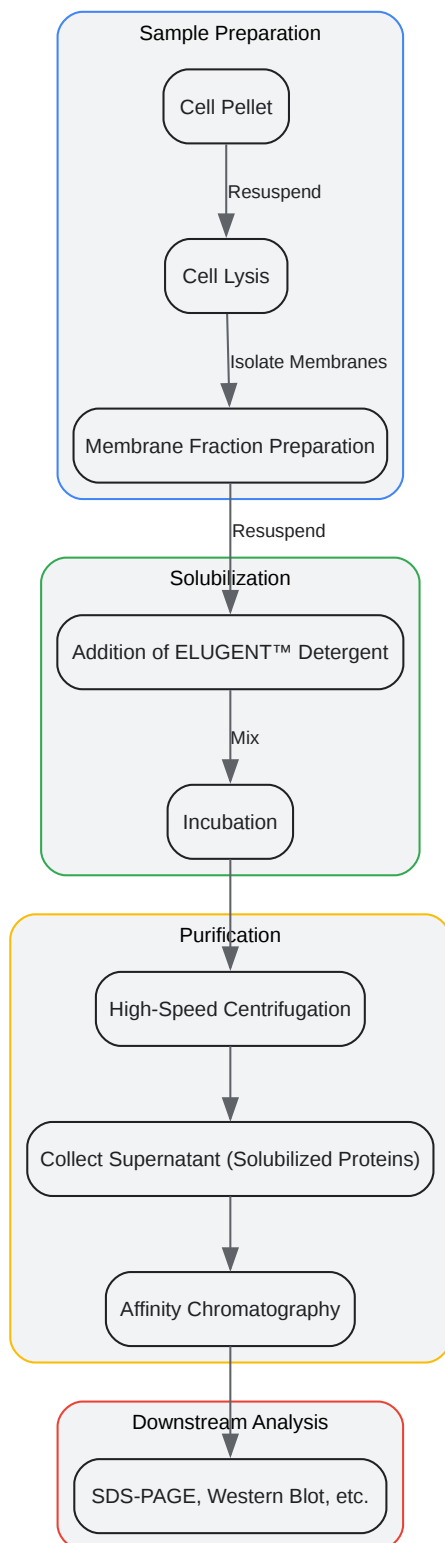 Sample Preparation
Cell Pellet
Resuspend
Cell Lysis
Isolate Membranes
Membrane Fraction Preparation
Resuspend
Solubilization
Addition of ELUGENT™ Detergent
Mix
Incubation
Purification
High-Speed Centrifugation
Collect Supernatant (Solubilized Proteins)
Affinity Chromatography
Downstream Analysis
SDS-PAGE, Western Blot, etc.